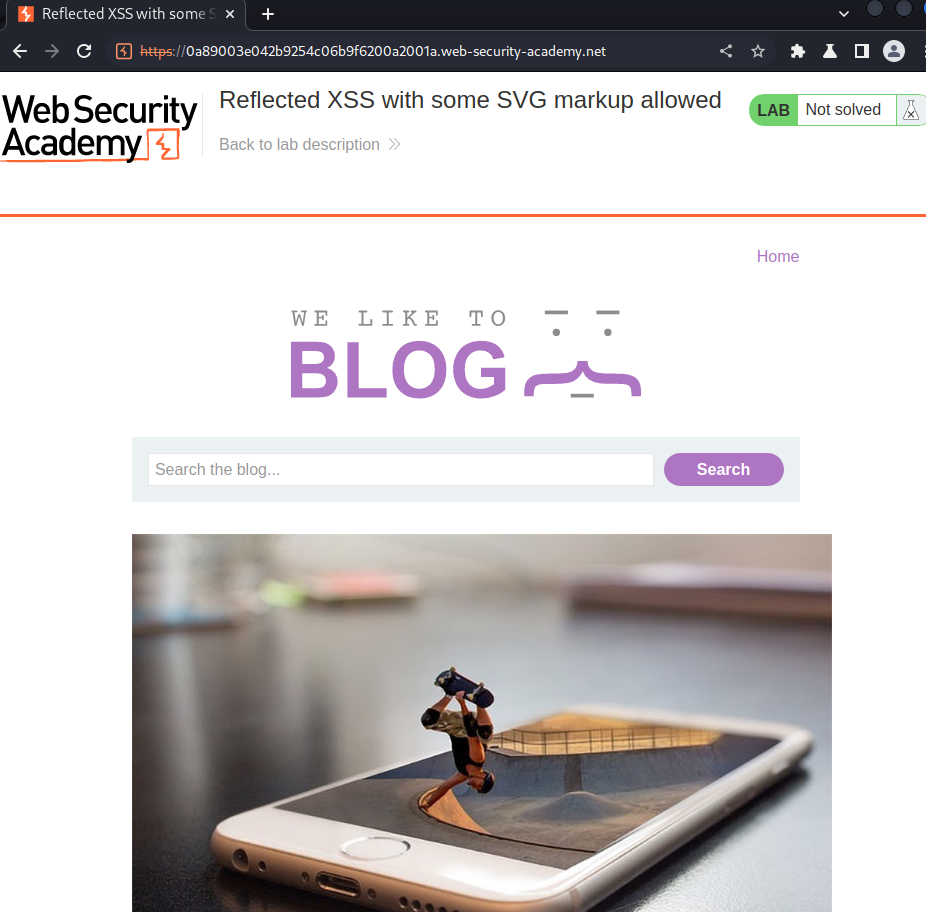 Reflected XSS with some S
https://0a89003e042b9254c06b9f6200a2001a.web-security-academy.net
Web Security
Academy
Reflected XSS with some SVG markup allowed
Back to lab description
LAB Not solved
Home
WE LIKE TO
BLOG
Search the blog...
Search